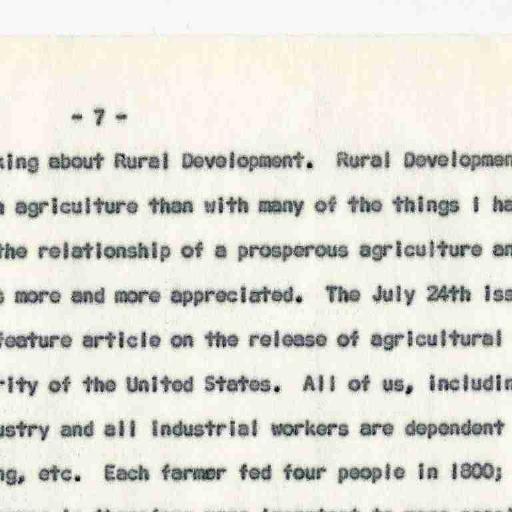 - 7 -
king about Rural Development. Rural Developmen
agriculture than with many of the things I ha
the relationship of a prosperous agriculture an
more and more appreciated. The July 24th iss
feature article on the release of agricultural
rity of the United States. All of us, includin
ustry and all industrial workers are dependent
ng, etc. Each farmer fed four people in 1800;